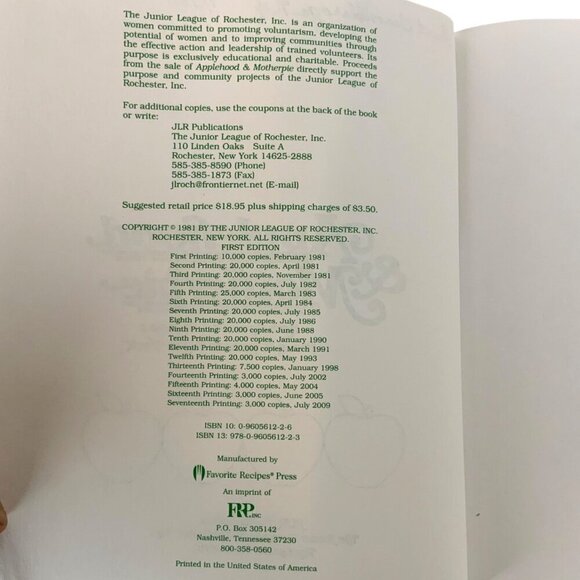 The Junior League of Rochester, Inc. is an organization of
women committed to promoting voluntarism, developing the
potential of women and to improving communities through
the effective action and leadership of trained volunteers. Its
purpose is exclusively educational and charitable. Proceeds
from the sale of Applehood & Motherpie directly support the
purpose and community projects of the Junior League of
Rochester, Inc.
For additional copies, use the coupons at the back of the book
or write:
JLR Publications
The Junior League of Rochester, Inc.
110 Linden Oaks Suite A
Rochester, New York 14625-2888
585-385-8590 (Phone)
585-385-1873 (Fax)
jlroch@frontiernet.net (E-mail)
Suggested retail price $18.95 plus shipping charges of $3.50.
COPYRIGHT © 1981 BY THE JUNIOR LEAGUE OF ROCHESTER, INC.
ROCHESTER, NEW YORK. ALL RIGHTS RESERVED.
FIRST EDITION
First Printing: 10,000 copies, February 1981
Second Printing: 20,000 copies, April 1981
Third Printing: 20,000 copies, November 1981
Fourth Printing: 20,000 copies, July 1982
Fifth Printing: 25,000 copies, March 1983
Sixth Printing: 20,000 copies, April 1984
Seventh Printing: 20,000 copies, July 1985
Eighth Printing: 20,000 copies, July 1986
Ninth Printing: 20,000 copies, June 1988
Tenth Printing: 20,000 copies, January 1990
Eleventh Printing: 20,000 copies, March 1991
Twelfth Printing: 20,000 copies, May 1993
Thirteenth Printing: 7,500 copies, January 1998
Fourteenth Printing: 3,000 copies, July 2002
Fifteenth Printing: 4,000 copies, May 2004
Sixteenth Printing: 3,000 copies, June 2005
Seventeenth Printing: 3,000 copies, July 2009
ISBN 10: 0-9605612-2-6
ISBN 13: 978-0-9605612-2-3
Manufactured by
Favorite Recipes® Press
An imprint of
FRP INC
P.O. Box 305142
Nashville, Tennessee 37230
800-358-0560
Printed in the United States of America